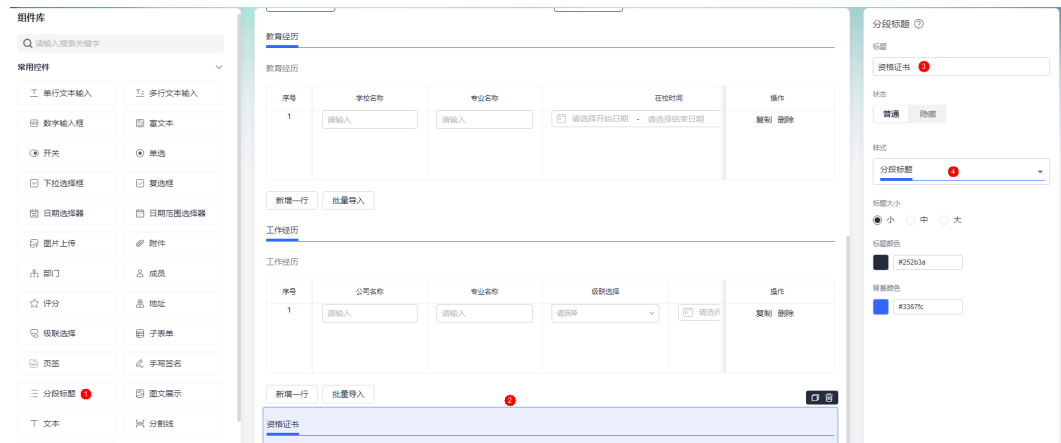 组件库
请输入搜索关键字
常用控件
单行文本输入
多行文本输入
数字输入框
富文本
开关
单选
下拉选择框
复选框
日期选择器
日期范围选择器
图片上传
附件
部门
成员
评分
地址
级联选择
子表单
页签
手写签名
分段标题 1
图文展示
文本
分割线
教育经历
教育经历
序号 学校名称 专业名称 在校时间 操作
1 请输入 请输入 请选择开始日期 - 请选择结束日期 复制 删除
新增一行 批量导入
工作经历
工作经历
序号 公司名称 专业名称 级联选择 操作
1 请输入 请输入 请选择 请选 复制 删除
新增一行 批量导入
2
资格证书
分段标题
标题
资格证书 3
状态
普通 隐藏
样式
分段标题 4
标题大小
小 中 大
标题颜色
#252b3a
背景颜色
#3367fc